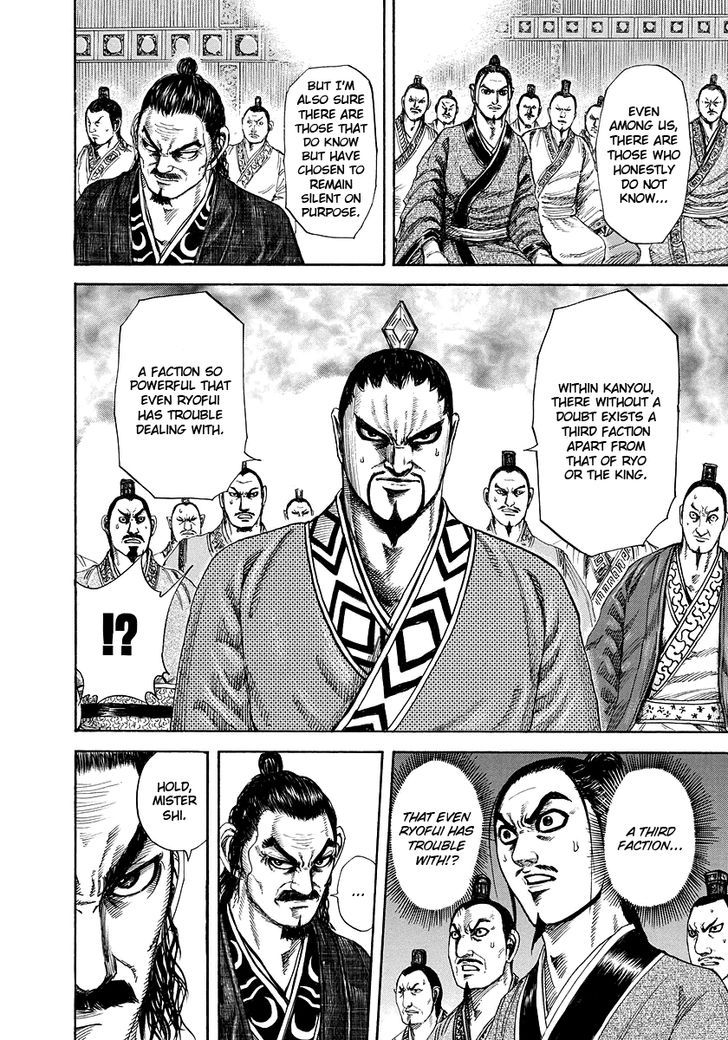 EVEN
AMONG US,
THERE ARE
THOSE WHO
HONESTLY
DO NOT
KNOW...
BUT I'M
ALSO SURE
THERE ARE
THOSE THAT
DO KNOW
BUT HAVE
CHOSEN TO
REMAIN
SILENT ON
PURPOSE.
WITHIN KANYOU,
THERE WITHOUT A
DOUBT EXISTS A
THIRD FACTION
APART FROM
THAT OF RYO
OR THE KING.
A FACTION SO
POWERFUL THAT
EVEN RYOFUI
HAS TROUBLE
DEALING WITH.
!?
A THIRD
FACTION...
THAT EVEN
RYOFUI HAS
TROUBLE
WITH!?
...
HOLD,
MISTER
SHI.